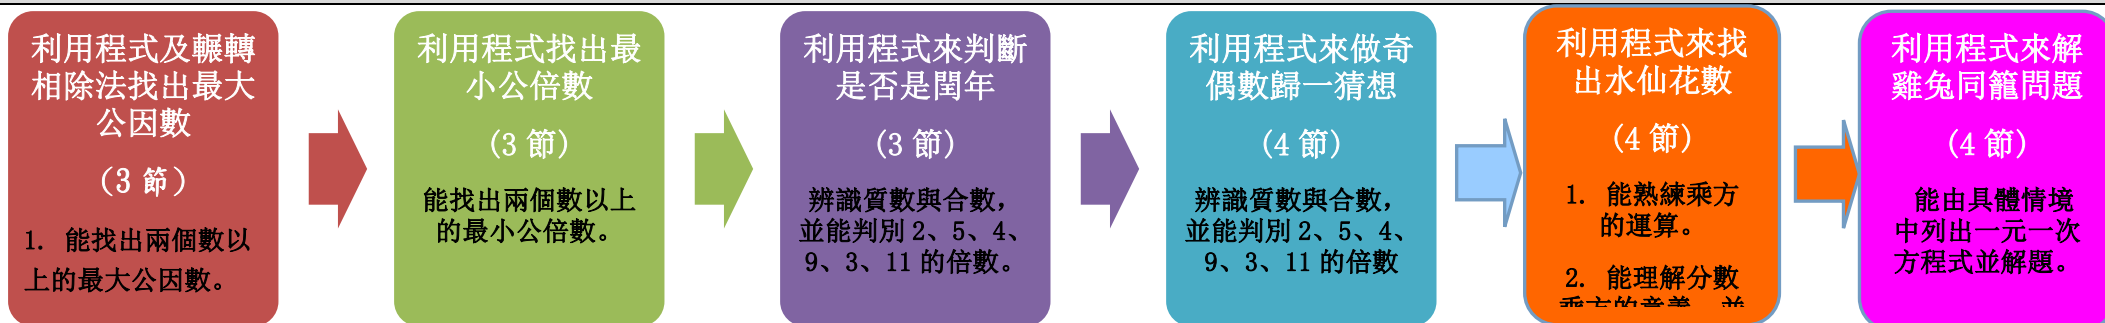 利用程式及輾轉
相除法找出最大
公因數
(3 節)
1. 能找出兩個數以
上的最大公因數。
利用程式找出最
小公倍數
(3 節)
能找出兩個數以上
的最小公倍數。
利用程式來判斷
是否是閏年
(3 節)
辨識質數與合數,
並能判別 2、5、4、
9、3、11 的倍數。
利用程式來做奇
偶數歸一猜想
(4 節)
辨識質數與合數,
並能判別 2、5、4、
9、3、11 的倍數
利用程式來找
出水仙花數
(4 節)
1. 能熟練乘方
的運算。
2. 能理解分數
利用程式來解
雞兔同籠問題
(4 節)
能由具體情境
中列出一元一次
方程式並解題。